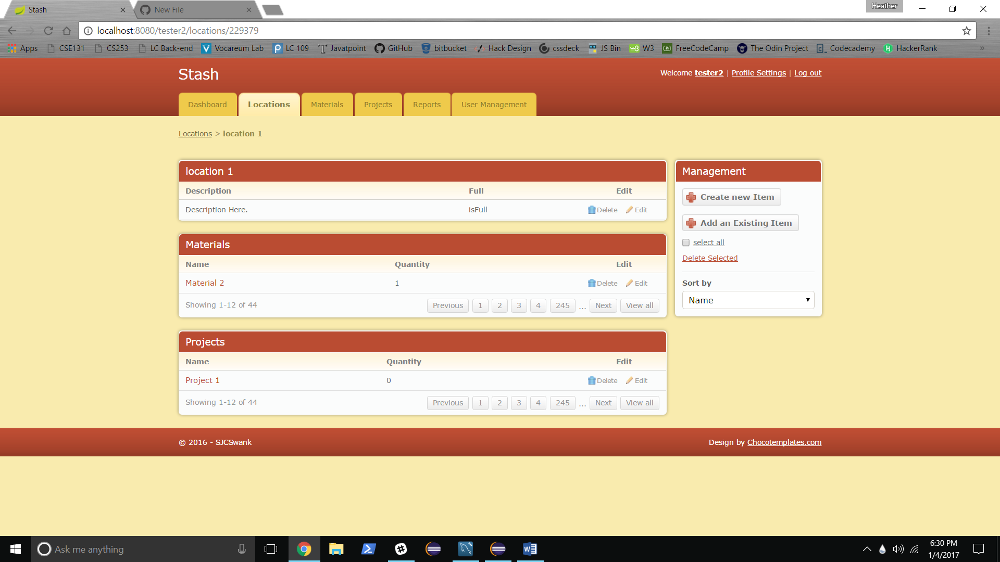 Stash
New File
Heather
localhost:8080/tester2/locations/229379
Apps CSE131 CS253 LC Back-end Vocareum Lab LC 109 Javatpoint GitHub bitbucket Hack Design cssdeck JS Bin W3 FreeCodeCamp The Odin Project Codecademy HackerRank »
Stash
Welcome tester2 | Profile Settings | Log out
Dashboard Locations Materials Projects Reports User Management
Locations > location 1
location 1
Description Full Edit
Description Here. isFull Delete Edit
Materials
Name Quantity Edit
Material 2 1 Delete Edit
Showing 1-12 of 44 Previous 1 2 3 4 245 ... Next View all
Projects
Name Quantity Edit
Project 1 0 Delete Edit
Showing 1-12 of 44 Previous 1 2 3 4 245 ... Next View all
Management
Create new Item
Add an Existing Item
select all
Delete Selected
Sort by
Name
© 2016 - SJCSwank
Design by Chocotemplates.com
Ask me anything
6:30 PM
1/4/2017